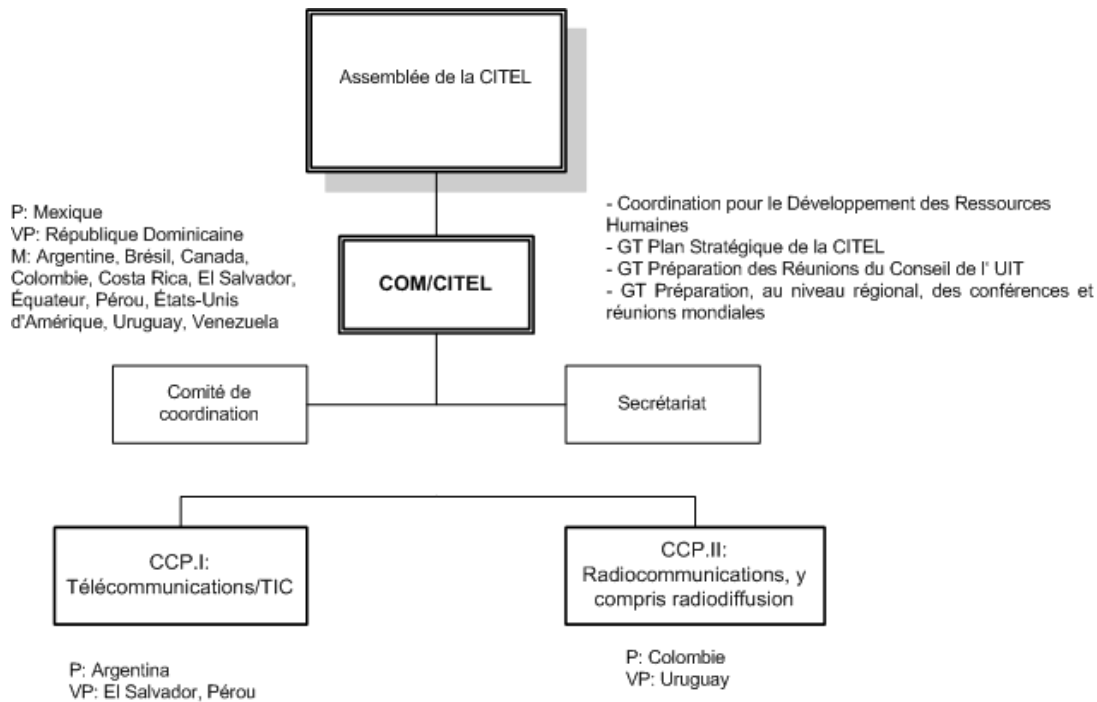 Assemblée de la CITEL
P: Mexique
VP: République Dominicaine
M: Argentine, Brésil, Canada,
Colombie, Costa Rica, El Salvador,
Équateur, Pérou, États-Unis
d'Amérique, Uruguay, Venezuela
COM/CITEL
- Coordination pour le Développement des Ressources
Humaines
- GT Plan Stratégique de la CITEL
- GT Préparation des Réunions du Conseil de l' UIT
- GT Préparation, au niveau régional, des conférences et
réunions mondiales
Comité de
coordination
Secrétariat
CCP.I:
Télécommunications/TIC
CCP.II:
Radiocommunications, y
compris radiodiffusion
P: Argentina
VP: El Salvador, Pérou
P: Colombie
VP: Uruguay